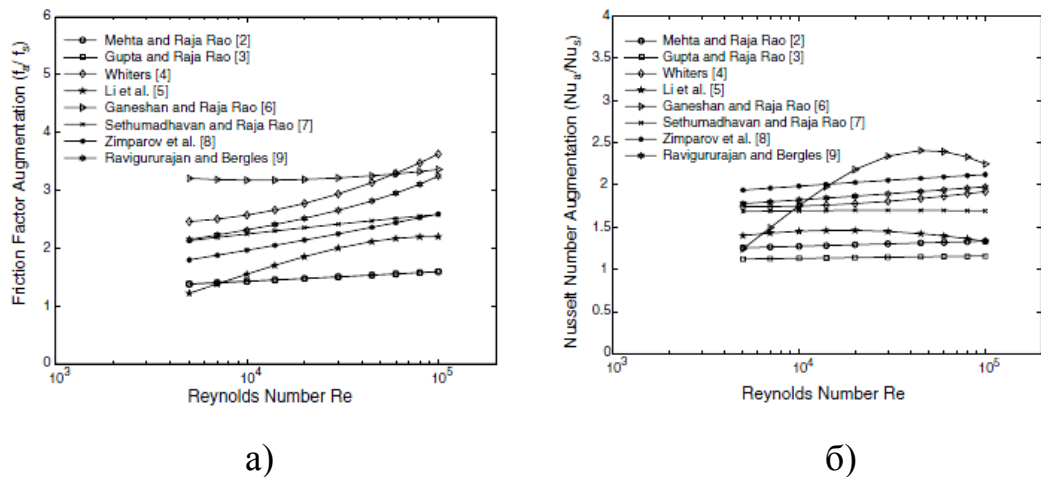 Friction Factor Augmentation (fa/ fs)
6
5
4
3
2
1
0
Mehta and Raja Rao [2]
Gupta and Raja Rao [3]
Whiters [4]
Li et al. [5]
Ganeshan and Raja Rao [6]
Sethumadhavan and Raja Rao [7]
Zimparov et al. [8]
Ravigururajan and Bergles [9]
10³
10⁴
10⁵
Reynolds Number Re
а)
Nusselt Number Augmentation (Nua/Nus)
4
3.5
3
2.5
2
1.5
1
0.5
0
Mehta and Raja Rao [2]
Gupta and Raja Rao [3]
Whiters [4]
Li et al. [5]
Ganeshan and Raja Rao [6]
Sethumadhavan and Raja Rao [7]
Zimparov et al. [8]
Ravigururajan and Bergles [9]
10³
10⁴
10⁵
Reynolds Number Re
б)